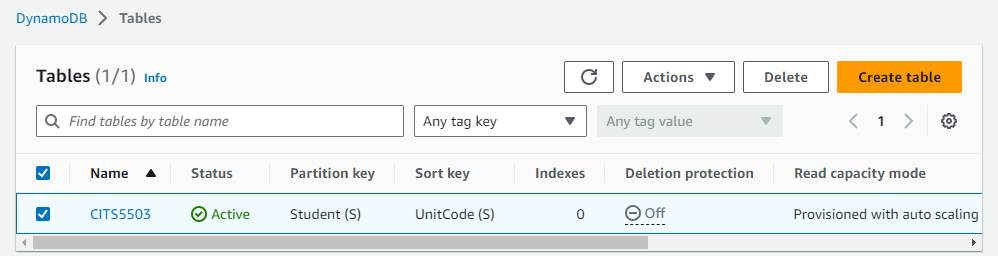 DynamoDB > Tables
Tables (1/1) Info
Actions
Delete
Create table
Find tables by table name
Any tag key
Any tag value
1
Name Status Partition key Sort key Indexes Deletion protection Read capacity mode
CITS5503 Active Student (S) UnitCode (S) 0 Off Provisioned with auto scaling